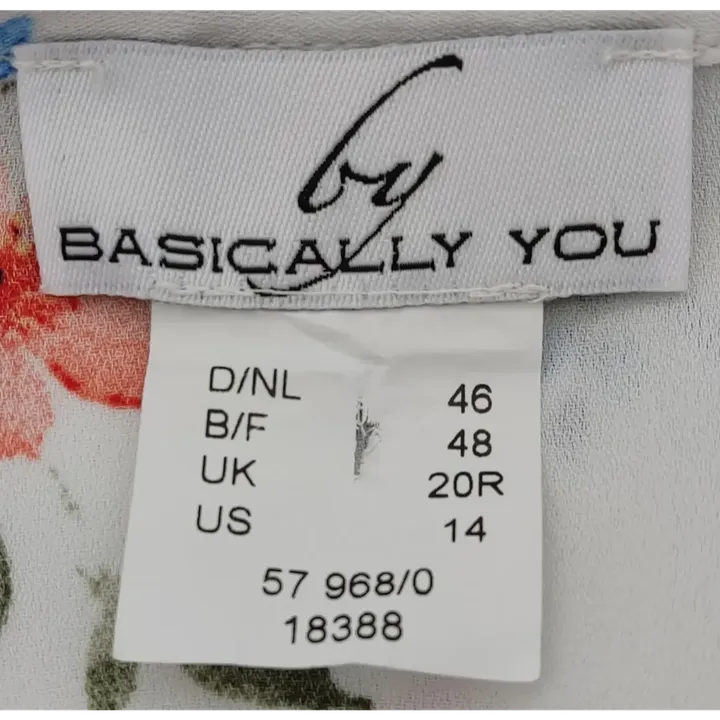 by
BASICALLY YOU
D/NL 46
B/F 48
UK 20R
US 14
57 968/0
18388